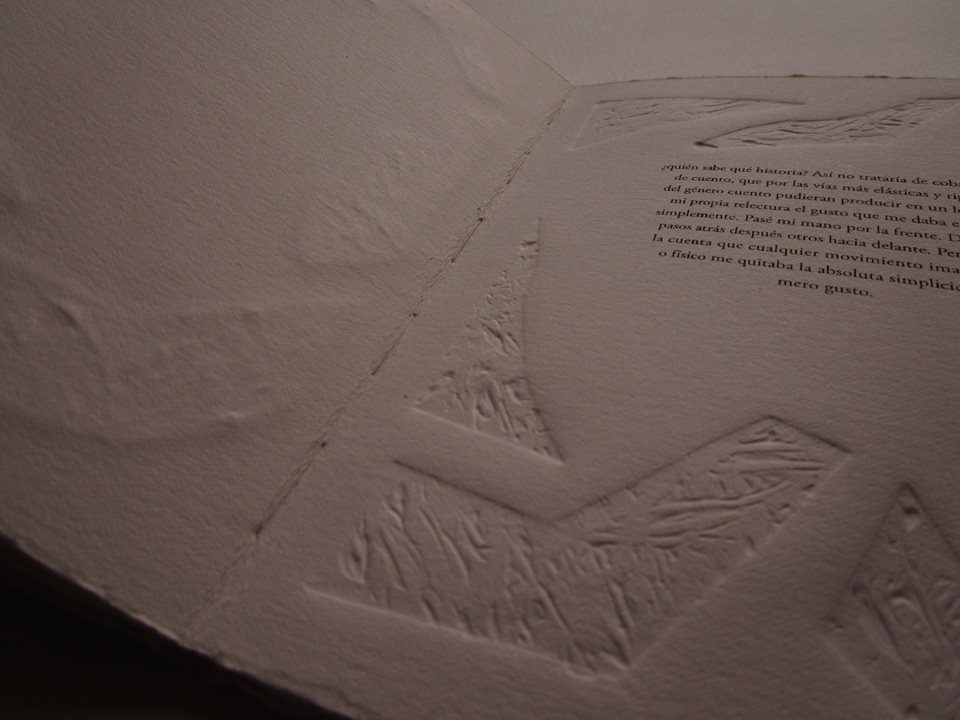 ¿quién sabe qué historia? Así no trataría de
de cuento, que por las vías más elásticas y
del género cuento pudieran producir en un
mi propia relectura el gusto que me daba
simplemente. Pasé mi mano por la frente.
pasos atrás después otros hacia delante.
la cuenta que cualquier movimiento
o físico me quitaba la absoluta
mero gusto.